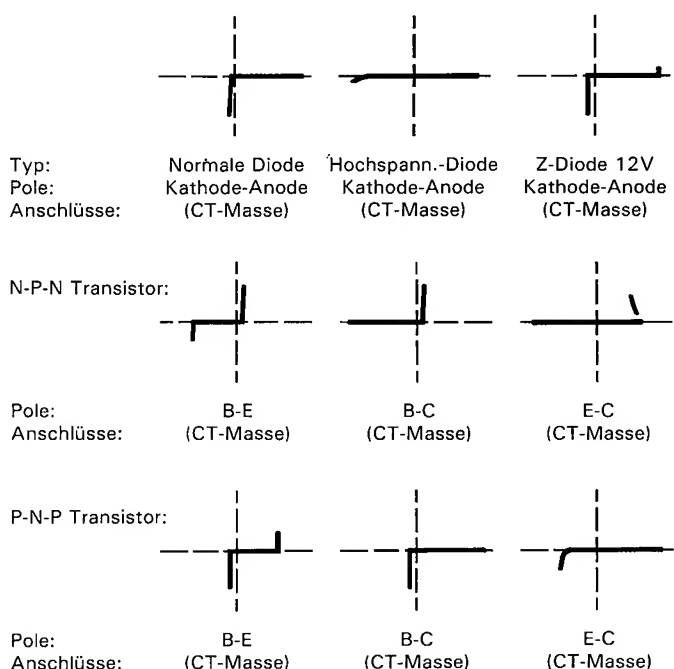 Typ: Normale Diode Hochspann.-Diode Z-Diode 12V
Pole: Kathode-Anode Kathode-Anode Kathode-Anode
Anschlüsse: (CT-Masse) (CT-Masse) (CT-Masse)
N-P-N Transistor:
Pole: B-E B-C E-C
Anschlüsse: (CT-Masse) (CT-Masse) (CT-Masse)
P-N-P Transistor:
Pole: B-E B-C E-C
Anschlüsse: (CT-Masse) (CT-Masse) (CT-Masse)